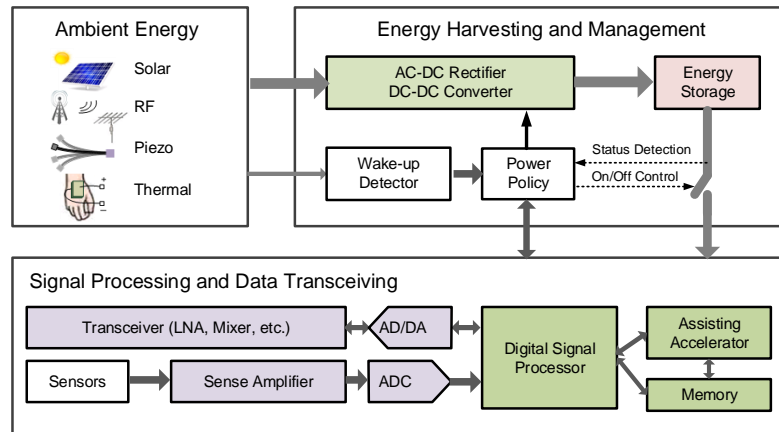 Ambient Energy
Solar
RF
Piezo
Thermal
+
−
Energy Harvesting and Management
AC-DC Rectifier
DC-DC Converter
Energy
Storage
Wake-up
Detector
Power
Policy
Status Detection
On/Off Control
Signal Processing and Data Transceiving
Transceiver (LNA, Mixer, etc.)
AD/DA
Sensors
Sense Amplifier
ADC
Digital Signal
Processor
Assisting
Accelerator
Memory